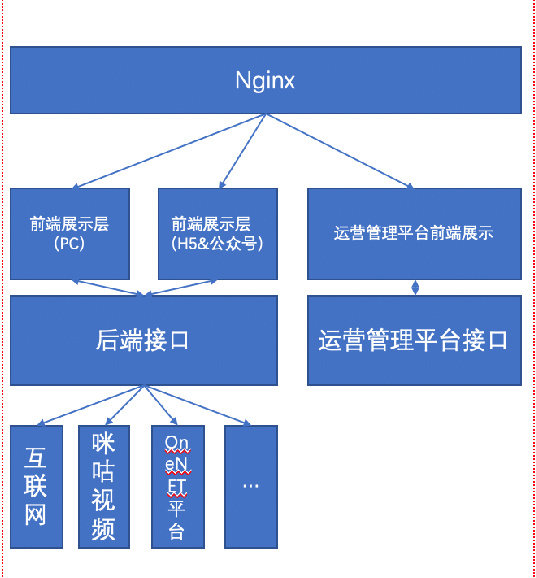 Nginx
前端展示层
(PC)
前端展示层
(H5&公众号)
运营管理平台前端展示
后端接口
运营管理平台接口
互
联
网
咪
咕
视
频
On
eN
ET
平
台
...